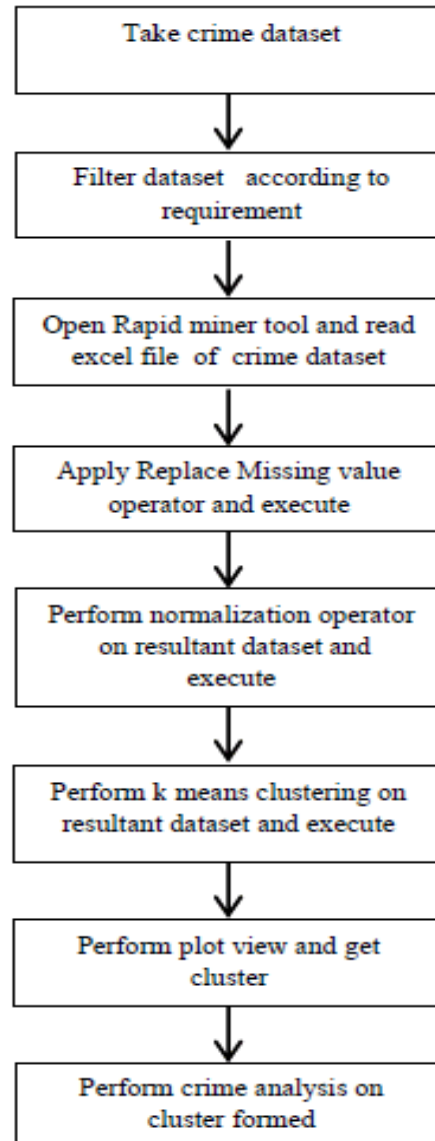 Take crime dataset
Filter dataset according to
requirement
Open Rapid miner tool and read
excel file of crime dataset
Apply Replace Missing value
operator and execute
Perform normalization operator
on resultant dataset and
execute
Perform k means clustering on
resultant dataset and execute
Perform plot view and get
cluster
Perform crime analysis on
cluster formed